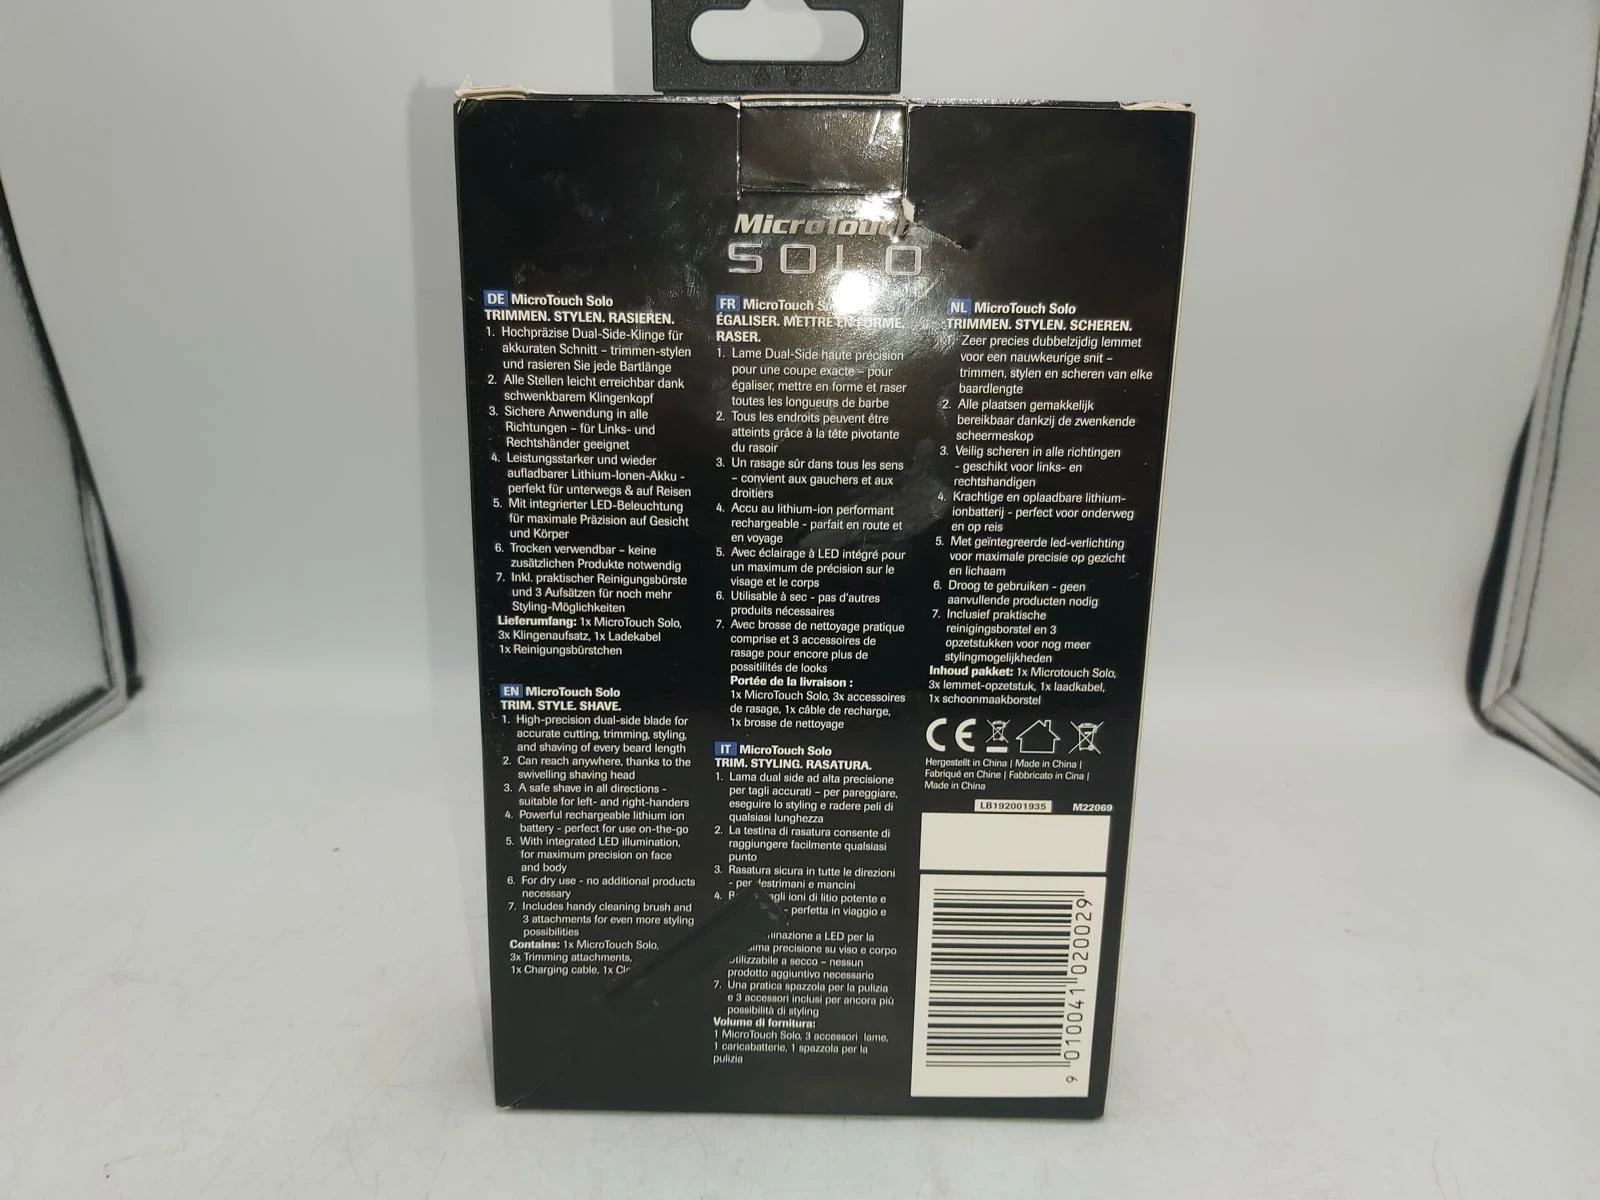 MicroTouch
SOLO
DE MicroTouch Solo
TRIMMEN. STYLEN. RASIEREN.
1. Hochpräzise Dual-Side-Klinge für
akkuraten Schnitt – trimmen-stylen
und rasieren Sie jede Bartlänge
2. Alle Stellen leicht erreichbar dank
schwenkbarem Klingenkopf
3. Sichere Anwendung in alle
Richtungen – für Links- und
Rechtshänder geeignet
4. Leistungsstarker und wieder
aufladbarer Lithium-Ionen-Akku -
perfekt für unterwegs & auf Reisen
5. Mit integrierter LED-Beleuchtung
für maximale Präzision auf Gesicht
und Körper
6. Trocken verwendbar – keine
zusätzlichen Produkte notwendig
7. Inkl. praktischer Reinigungsbürste
und 3 Aufsätzen für noch mehr
Styling-Möglichkeiten
Lieferumfang: 1x MicroTouch Solo,
3x Klingenaufsatz, 1x Ladekabel
1x Reinigungsbürstchen
EN MicroTouch Solo
TRIM. STYLE. SHAVE.
1. High-precision dual-side blade for
accurate cutting, trimming, styling,
and shaving of every beard length
2. Can reach anywhere, thanks to the
swivelling shaving head
3. A safe shave in all directions -
suitable for left- and right-handers
4. Powerful rechargeable lithium ion
battery - perfect for use on-the-go
5. With integrated LED illumination,
for maximum precision on face
and body
6. For dry use - no additional products
necessary
7. Includes handy cleaning brush and
3 attachments for even more styling
possibilities
Contains: 1x MicroTouch Solo,
3x Trimming attachments,
1x Charging cable, 1x
FR MicroTouch
ÉGALISER. METTRE EN FORME.
RASER.
1. Lame Dual-Side haute précision
pour une coupe exacte – pour
égaliser, mettre en forme et raser
toutes les longueurs de barbe
2. Tous les endroits peuvent être
atteints grâce à la tête pivotante
du rasoir
3. Un rasage sûr dans tous les sens
– convient aux gauchers et aux
droitiers
4. Accu au lithium-ion performant
rechargeable - parfait en route et
en voyage
5. Avec éclairage à LED intégré pour
un maximum de précision sur le
visage et le corps
6. Utilisable à sec - pas d'autres
produits nécessaires
7. Avec brosse de nettoyage pratique
comprise et 3 accessoires de
rasage pour encore plus de
possitilités de looks
Portée de la livraison :
1x MicroTouch Solo, 3x accessoires
de rasage, 1x câble de recharge,
1x brosse de nettoyage
IT MicroTouch Solo
TRIM. STYLING. RASATURA.
1. Lama dual side ad alta precisione
per tagli accurati – per pareggiare,
eseguire lo styling e radere peli di
qualsiasi lunghezza
2. La testina di rasatura consente di
raggiungere facilmente qualsiasi
punto
3. Rasatura sicura in tutte le direzioni
- per destrimani e mancini
4. agli ioni di litio potente e
- perfetta in viaggio e
a LED per la
precisione su viso e corpo
utilizzabile a secco – nessun
prodotto aggiuntivo necessario
7. Una pratica spazzola per la pulizia
e 3 accessori inclusi per ancora più
possibilità di styling
Volume di fornitura:
1 MicroTouch Solo, 3 accessori lame,
1 caricabatterie, 1 spazzola per la
pulizia
NL MicroTouch Solo
TRIMMEN. STYLEN. SCHEREN.
1. Zeer precies dubbelzijdig lemmet
voor een nauwkeurige snit –
trimmen, stylen en scheren van elke
baardlengte
2. Alle plaatsen gemakkelijk
bereikbaar dankzij de zwenkende
scheermeskop
3. Veilig scheren in alle richtingen
- geschikt voor links- en
rechtshandigen
4. Krachtige en oplaadbare lithium-
ionbatterij - perfect voor onderweg
en op reis
5. Met geïntegreerde led-verlichting
voor maximale precisie op gezicht
en lichaam
6. Droog te gebruiken - geen
aanvullende producten nodig
7. Inclusief praktische
reinigingsborstel en 3
opzetstukken voor nog meer
stylingmogelijkheden
Inhoud pakket: 1x Microtouch Solo,
3x lemmet-opzetstuk, 1x laadkabel,
1x schoonmaakborstel
CE
Hergestellt in China | Made in China |
Fabriqué en Chine | Fabbricato in Cina |
Made in China
LB192001935 M22069
9 010041 020029